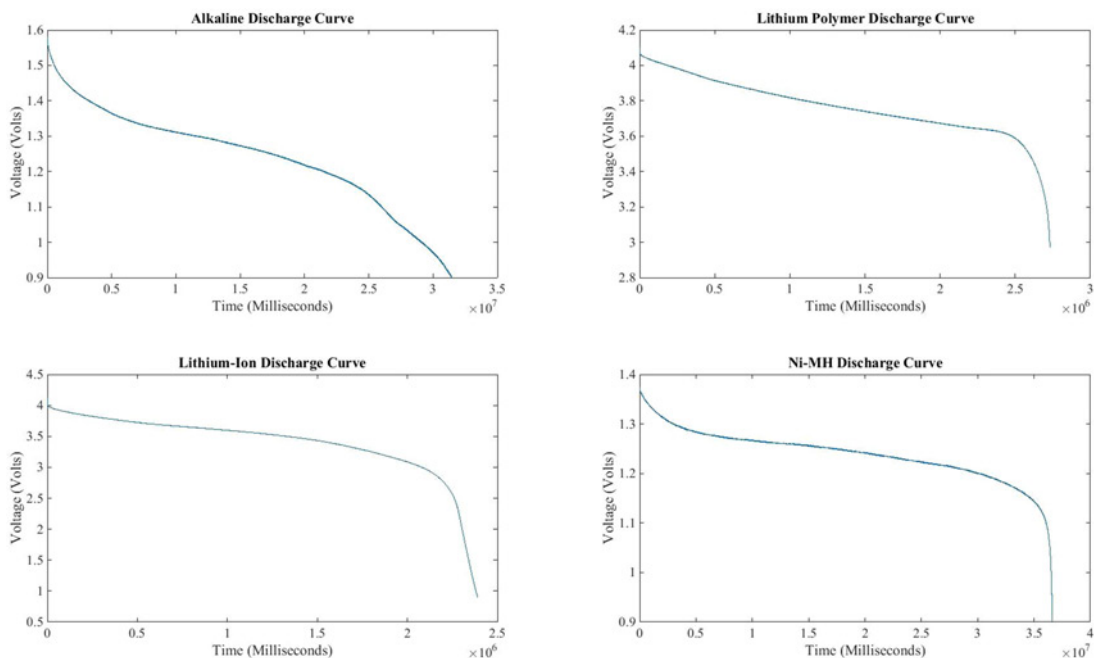 Alkaline Discharge Curve
1.6
1.5
1.4
1.3
1.2
1.1
1
0.9
Voltage (Volts)
0 0.5 1 1.5 2 2.5 3 3.5
Time (Milliseconds)
×10⁷
Lithium Polymer Discharge Curve
4.2
4
3.8
3.6
3.4
3.2
3
2.8
Voltage (Volts)
0 0.5 1 1.5 2 2.5 3
Time (Milliseconds)
×10⁶
Lithium-Ion Discharge Curve
4.5
4
3.5
3
2.5
2
1.5
1
0.5
Voltage (Volts)
0 0.5 1 1.5 2 2.5
Time (Milliseconds)
×10⁶
Ni-MH Discharge Curve
1.4
1.3
1.2
1.1
1
0.9
Voltage (Volts)
0 0.5 1 1.5 2 2.5 3 3.5 4
Time (Milliseconds)
×10⁷